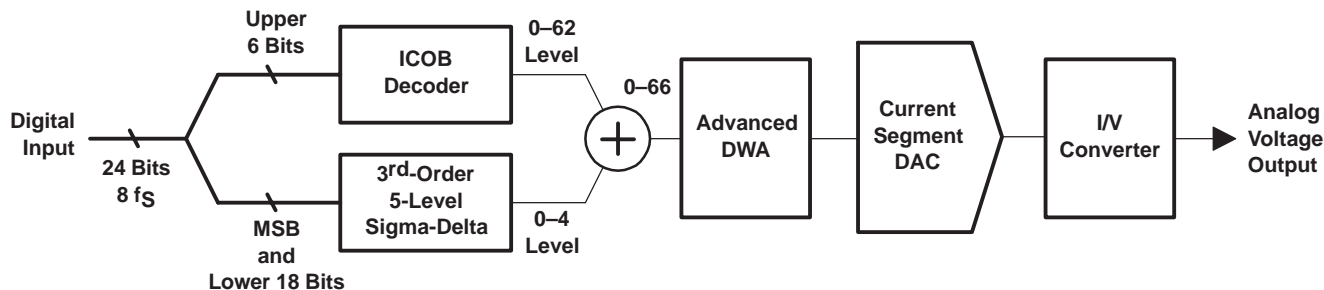 Digital
Input
24 Bits
8 fS
Upper
6 Bits
MSB
and
Lower 18 Bits
ICOB
Decoder
3rd-Order
5-Level
Sigma-Delta
0–62
Level
0–4
Level
0–66
Advanced
DWA
Current
Segment
DAC
I/V
Converter
Analog
Voltage
Output